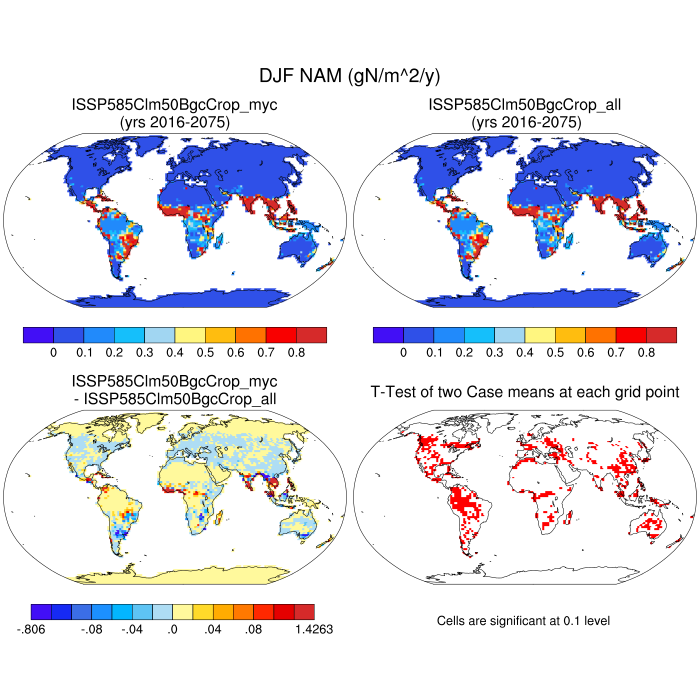 DJF NAM (gN/m^2/y)
ISSP585Clm50BgcCrop_myc
(yrs 2016-2075)
ISSP585Clm50BgcCrop_all
(yrs 2016-2075)
0 0.1 0.2 0.3 0.4 0.5 0.6 0.7 0.8
0 0.1 0.2 0.3 0.4 0.5 0.6 0.7 0.8
ISSP585Clm50BgcCrop_myc
- ISSP585Clm50BgcCrop_all
T-Test of two Case means at each grid point
-.806 -.08 -.04 .0 .04 .08 1.4263
Cells are significant at 0.1 level